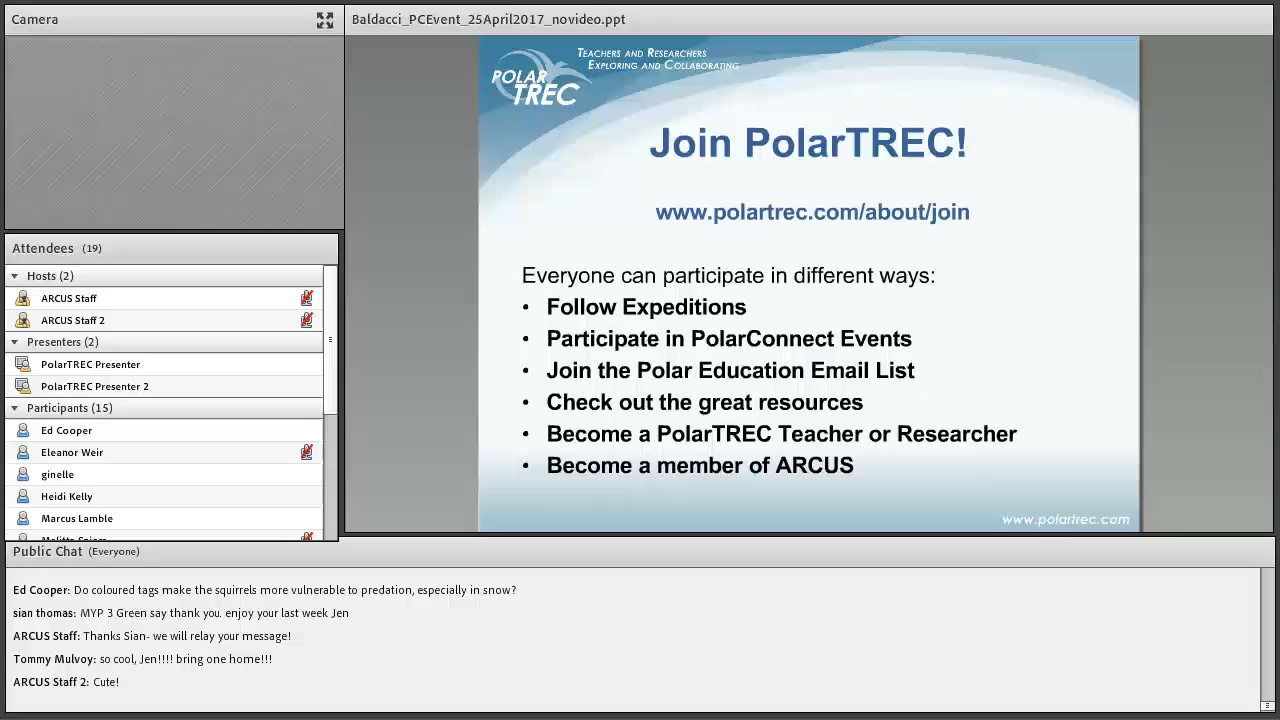 Camera
Baldacci_PCEvent_25April2017_novideo.ppt
TEACHERS AND RESEARCHERS
EXPLORING AND COLLABORATING
POLAR
TREC
Join PolarTREC!
www.polartrec.com/about/join
Everyone can participate in different ways:
• Follow Expeditions
• Participate in PolarConnect Events
• Join the Polar Education Email List
• Check out the great resources
• Become a PolarTREC Teacher or Researcher
• Become a member of ARCUS
www.polartrec.com
Attendees (19)
Hosts (2)
ARCUS Staff
ARCUS Staff 2
Presenters (2)
PolarTREC Presenter
PolarTREC Presenter 2
Participants (15)
Ed Cooper
Eleanor Weir
ginelle
Heidi Kelly
Marcus Lamble
Public Chat (Everyone)
Ed Cooper: Do coloured tags make the squirrels more vulnerable to predation, especially in snow?
sian thomas: MYP 3 Green say thank you. enjoy your last week Jen
ARCUS Staff: Thanks Sian- we will relay your message!
Tommy Mulvoy: so cool, Jen!!!! bring one home!!!
ARCUS Staff 2: Cute!